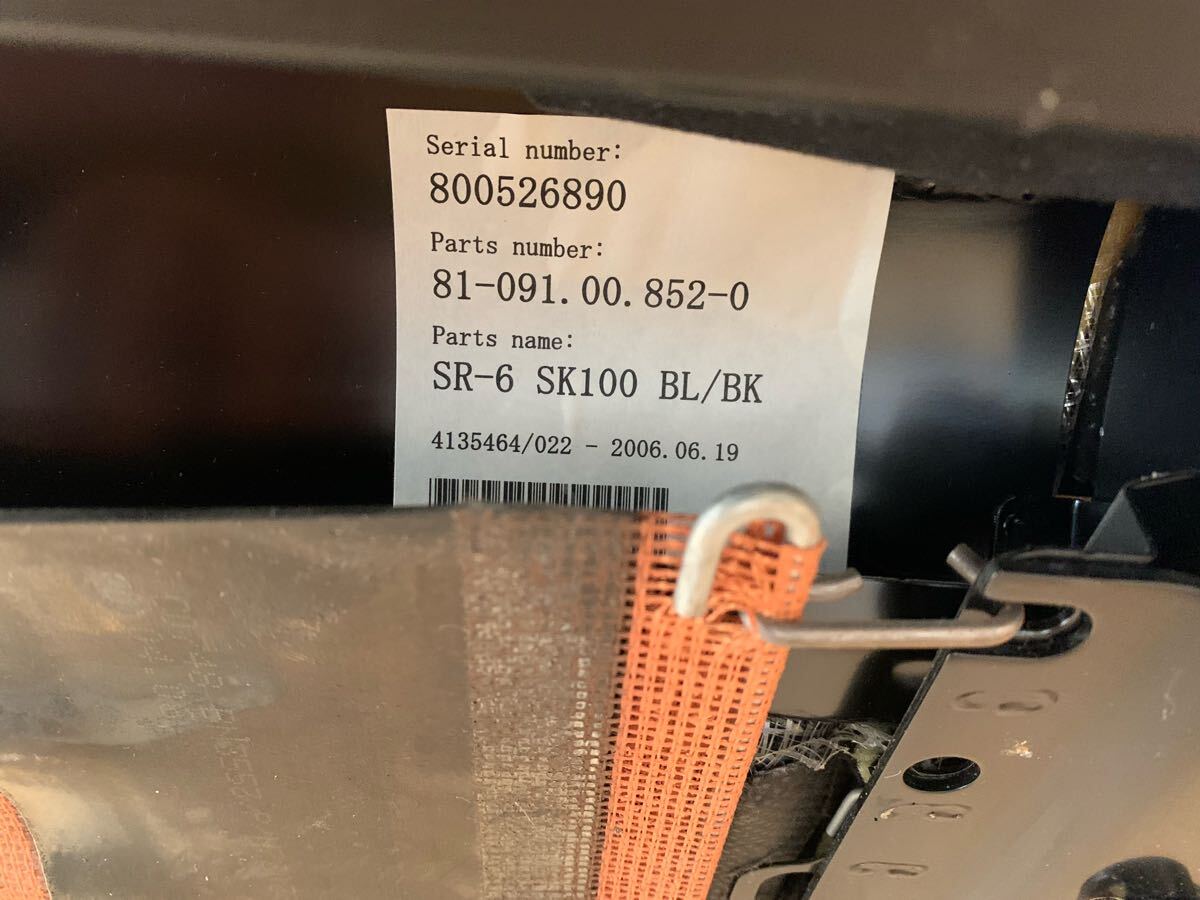 Serial number:
800526890
Parts number:
81-091.00.852-0
Parts name:
SR-6 SK100 BL/BK
4135464/022 - 2006.06.19